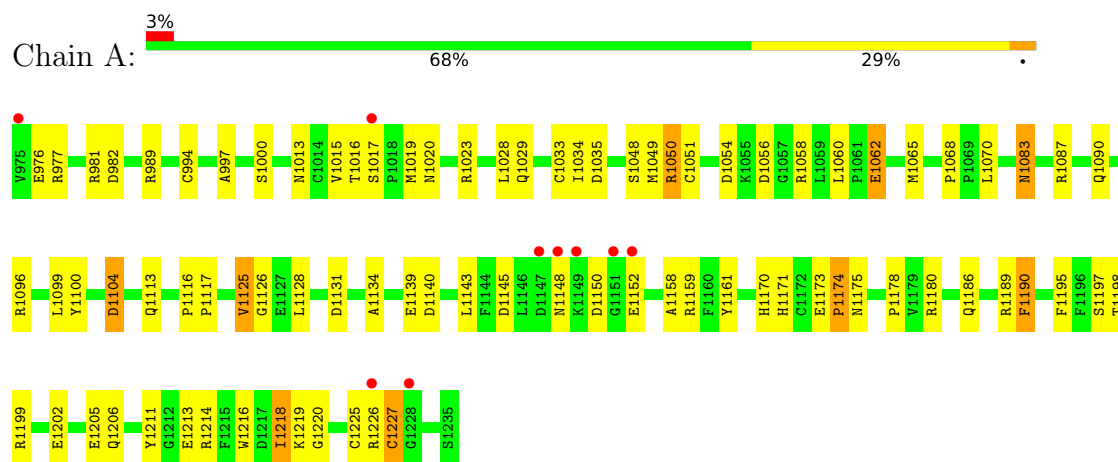 3%
Chain A:
68% 29% •
V975 E976 R977 R981 D982 R989 C994 A997 S1000 N1013 C1014 V1015 T1016 S1017 P1018 M1019 N1020 R1023 L1028 Q1029 C1033 I1034 D1035 S1048 M1049 R1050 C1051 D1054 K1055 D1056 G1057 R1058 L1059 L1060 P1061 E1062 M1065 P1068 P1069 L1070 N1083 R1087 Q1090
R1096 L1099 Y1100 D1104 Q1113 P1116 P1117 V1125 G1126 E1127 L1128 D1131 A1134 E1139 D1140 L1143 F1144 D1145 L1146 D1147 N1148 K1149 D1150 G1151 E1152 A1158 R1159 F1160 Y1161 H1170 H1171 C1172 E1173 P1174 N1175 P1178 V1179 R1180 Q1186 R1189 F1190 F1195 F1196 S1197 T1198
R1199 E1202 E1205 Q1206 Y1211 G1212 E1213 R1214 F1215 W1216 D1217 I1218 K1219 G1220 C1225 R1226 C1227 G1228 S1235